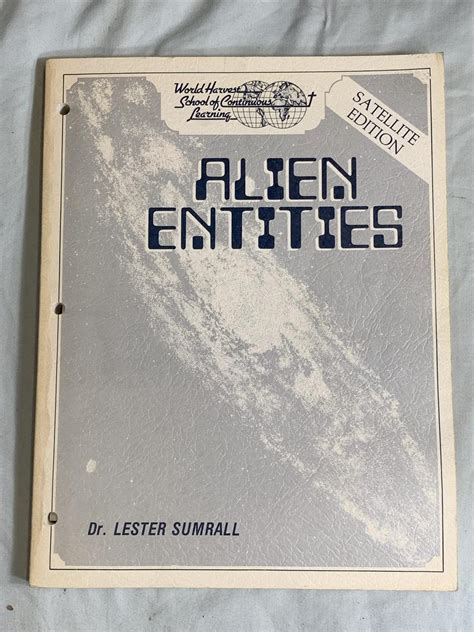 World Harvest
School of Continuous
Learning
SATELLITE
EDITION
ALIEN
ENTITIES
Dr. LESTER SUMRALL